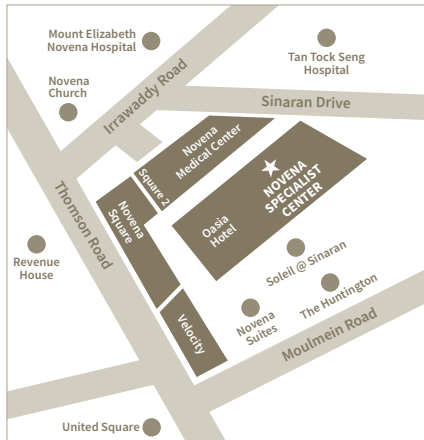 Mount Elizabeth
Novena Hospital
Tan Tock Seng
Hospital
Novena
Church
Irrawaddy Road
Sinaran Drive
Novena
Medical Center
Square 2
NOVENA
SPECIALIST
CENTER
Novena
Square
Oasia
Hotel
Thomson Road
Revenue
House
Soleil @ Sinaran
The Huntington
Novena
Suites
Velocity
Moulmein Road
United Square